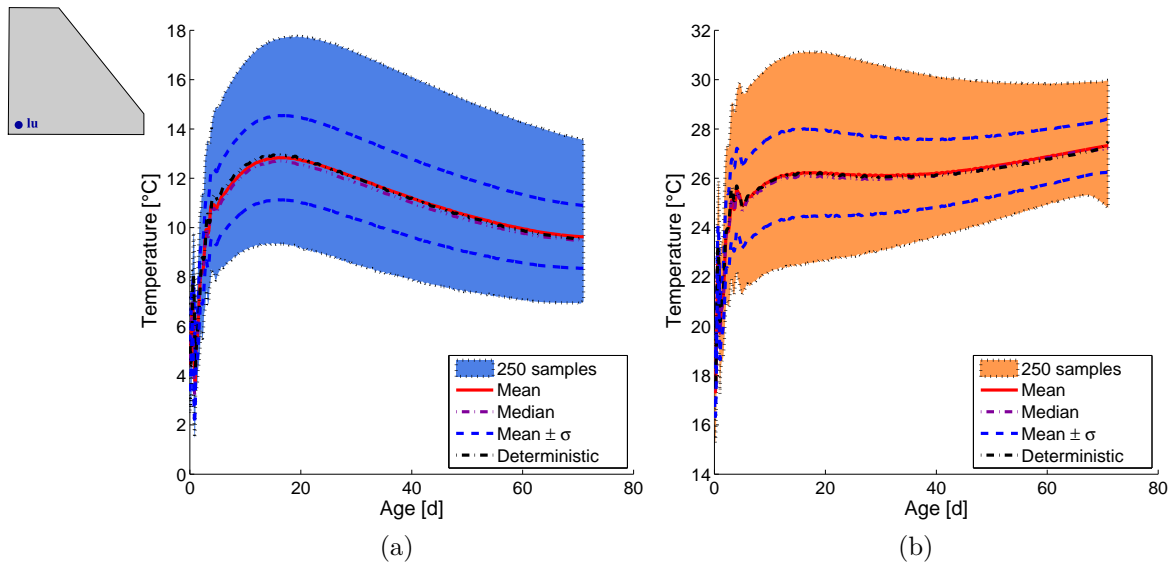 lu
18
16
14
12
10
8
6
4
2
0
Temperature [°C]
250 samples
Mean
Median
Mean ± σ
Deterministic
0 20 40 60 80
Age [d]
(a)
32
30
28
26
24
22
20
18
16
14
Temperature [°C]
250 samples
Mean
Median
Mean ± σ
Deterministic
0 20 40 60 80
Age [d]
(b)